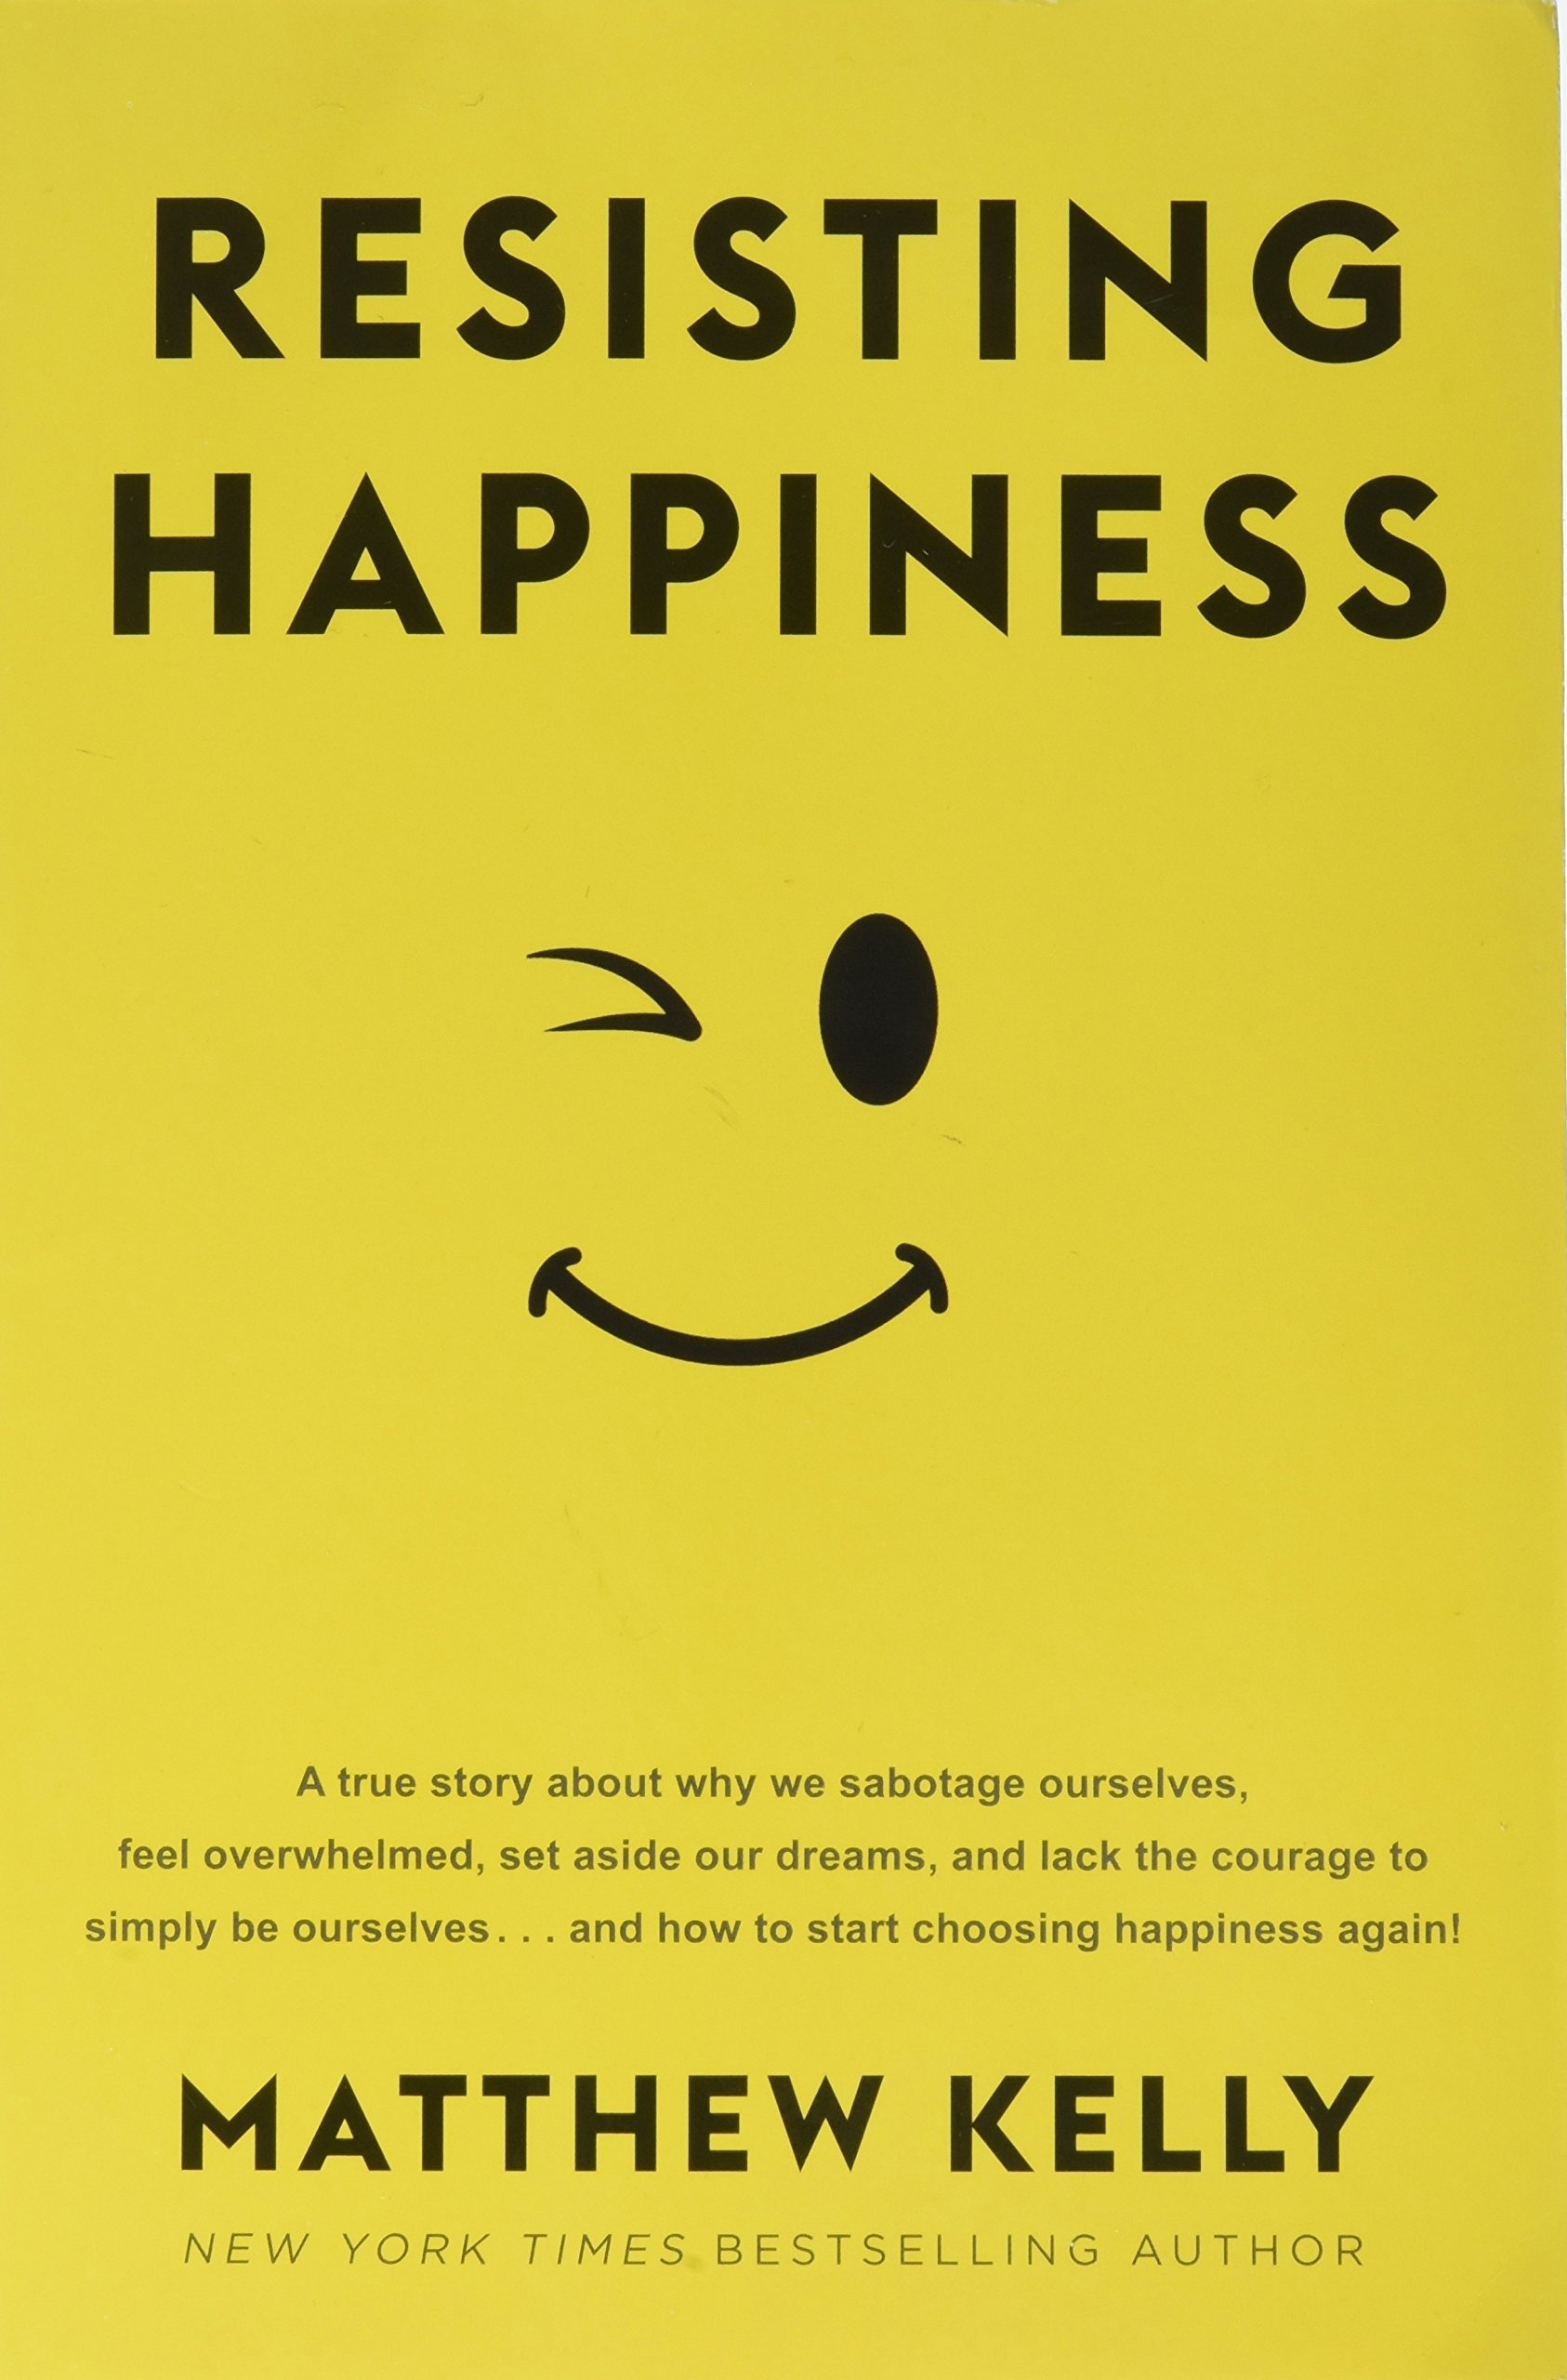 RESISTING
HAPPINESS
A true story about why we sabotage ourselves,
feel overwhelmed, set aside our dreams, and lack the courage to
simply be ourselves. . . and how to start choosing happiness again!
MATTHEW KELLY
NEW YORK TIMES BESTSELLING AUTHOR